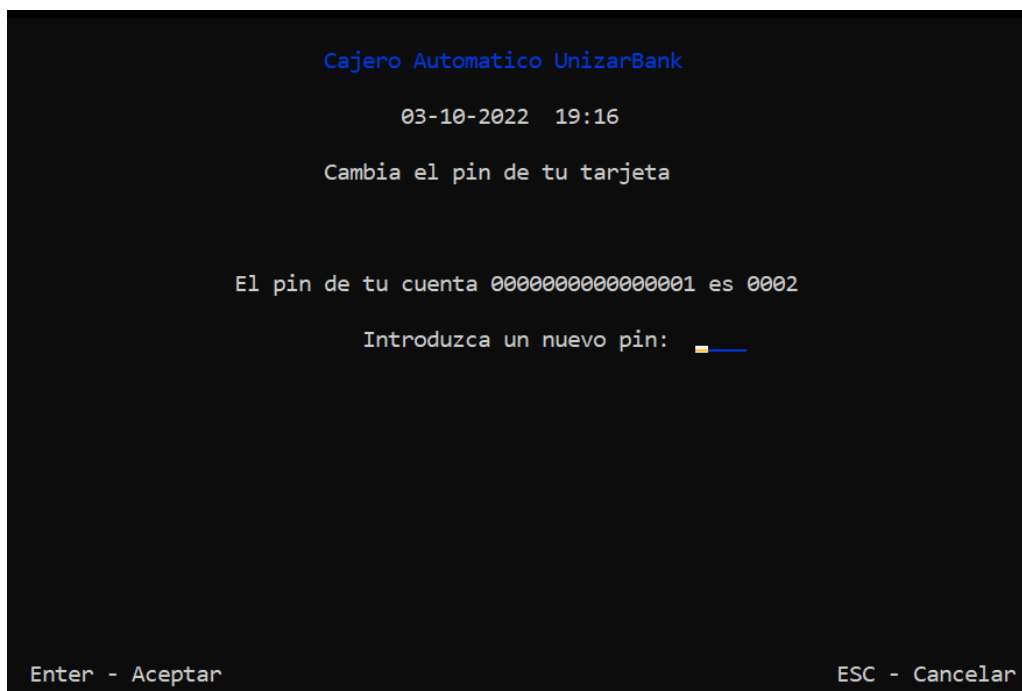 Cajero Automatico UnizarBank
03-10-2022 19:16
Cambia el pin de tu tarjeta
El pin de tu cuenta 0000000000000001 es 0002
Introduzca un nuevo pin:
Enter - Aceptar
ESC - Cancelar